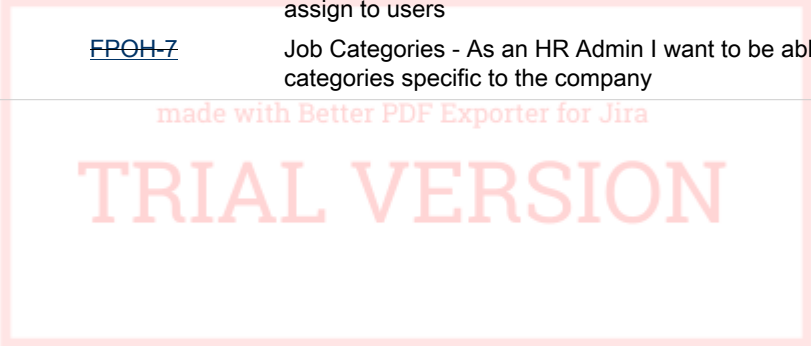 assign to users
FPOH-7 Job Categories - As an HR Admin I want to be abl
categories specific to the company
made with Better PDF Exporter for Jira
TRIAL VERSION